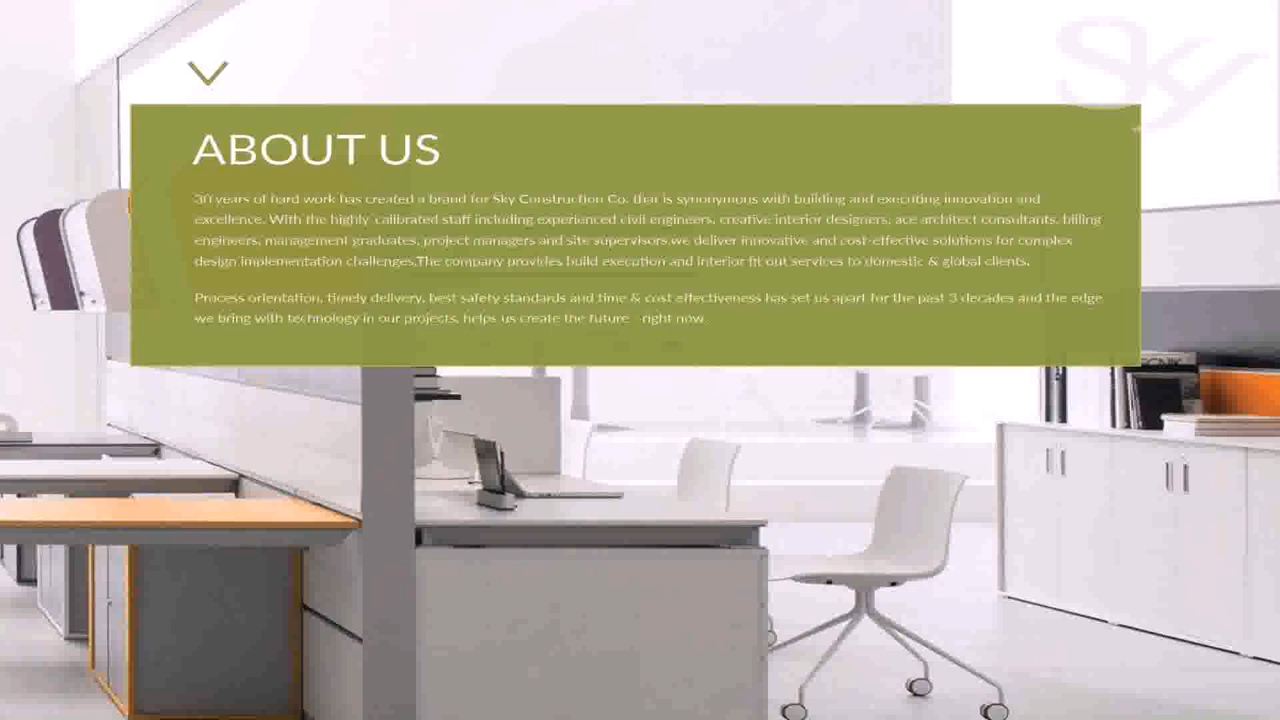 SKY
ABOUT US
30 years of hard work has created a brand for Sky Construction Co. that is synonymous with building and executing innovation and
excellence. With the highly calibrated staff including experienced civil engineers, creative interior designers, ace architect consultants, billing
engineers, management graduates, project managers and site supervisors,we deliver innovative and cost-effective solutions for complex
design implementation challenges.The company provides build execution and interior fit out services to domestic & global clients.
Process orientation, timely delivery, best safety standards and time & cost effectiveness has set us apart for the past 3 decades and the edge
we bring with technology in our projects, helps us create the future - right now.